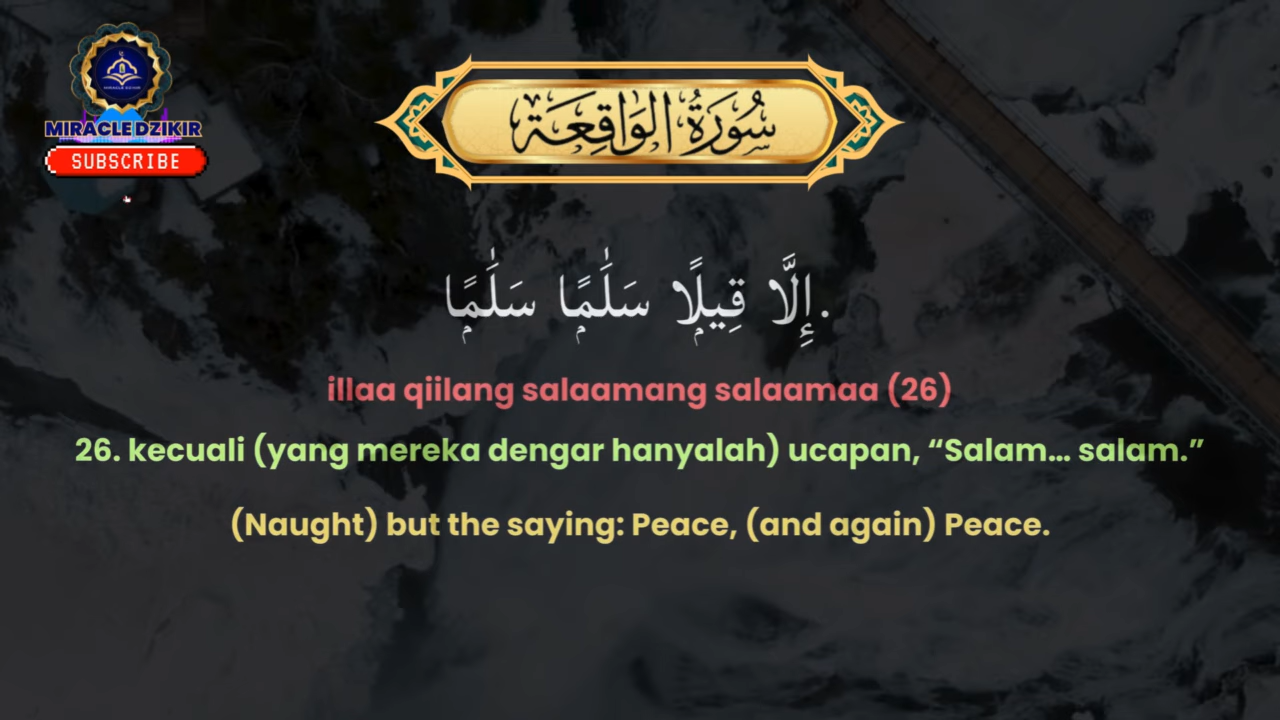 MIRACLE DZIKIR
SUBSCRIBE
سُورَةُ الوَاقِعَة
.إِلَّا قِيلًاۭ سَلَٰمًاۭ سَلَٰمًاۭ
illaa qiilang salaamang salaamaa (26)
26. kecuali (yang mereka dengar hanyalah) ucapan, “Salam... salam.”
(Naught) but the saying: Peace, (and again) Peace.